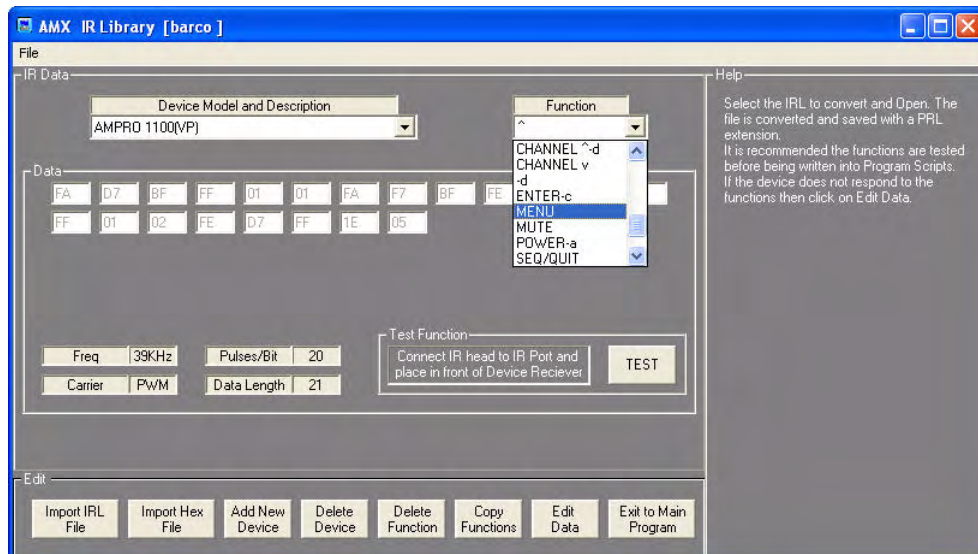 AMX IR Library [barco ]
File
IR Data
Device Model and Description
AMPRO 1100(VP)
Function
^
CHANNEL ^-d
CHANNEL v
-d
ENTER-c
MENU
MUTE
POWER-a
SEQ/QUIT
Data
FA D7 BF FF 01 01 FA F7 BF FE
FF 01 02 FE D7 FF 1E 05
Freq 39KHz Pulses/Bit 20
Carrier PWM Data Length 21
Test Function
Connect IR head to IR Port and
place in front of Device Reciever
TEST
Help
Select the IRL to convert and Open. The
file is converted and saved with a PRL
extension.
It is recommended the functions are tested
before being written into Program Scripts.
If the device does not respond to the
functions then click on Edit Data.
Edit
Import IRL
File
Import Hex
File
Add New
Device
Delete
Device
Delete
Function
Copy
Functions
Edit
Data
Exit to Main
Program